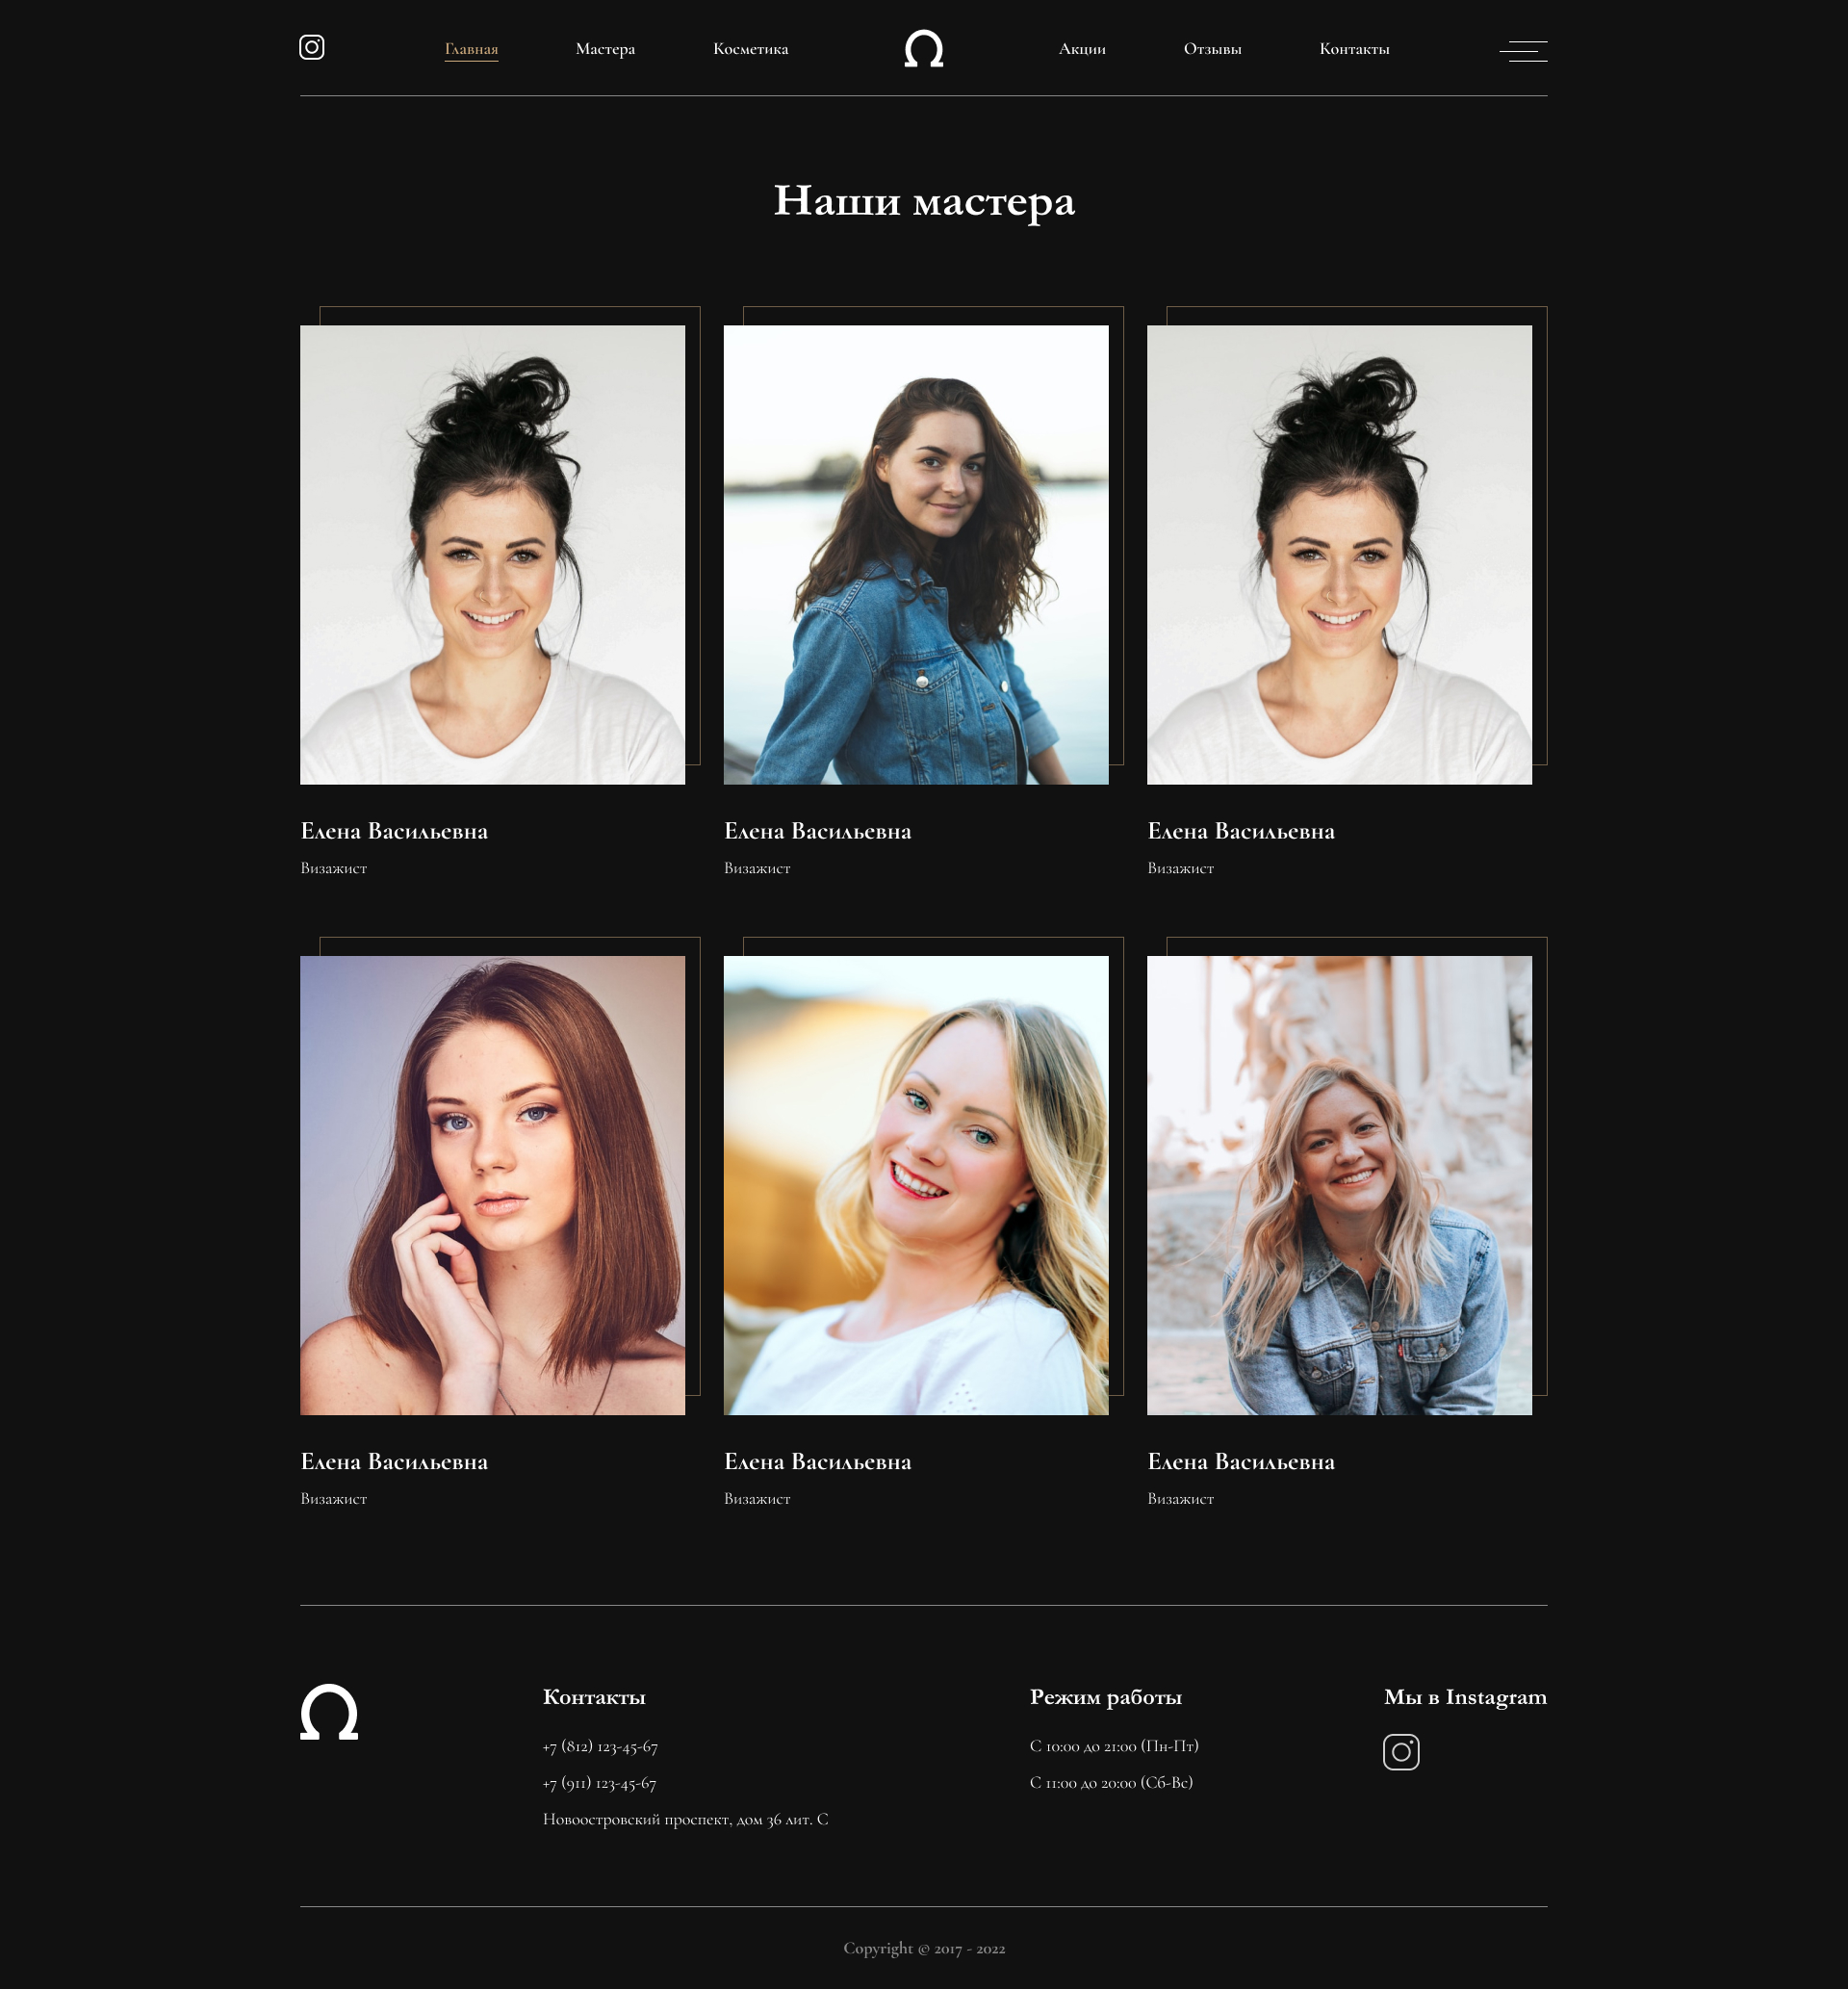 Главная Мастера Косметика Ω Акции Отзывы Контакты
Наши мастера
Елена Васильевна Елена Васильевна Елена Васильевна
Визажист Визажист Визажист
Елена Васильевна Елена Васильевна Елена Васильевна
Визажист Визажист Визажист
Ω
Контакты
+7 (812) 123-45-67
+7 (911) 123-45-67
Новоостровский проспект, дом 36 лит. С
Режим работы
С 10:00 до 21:00 (Пн-Пт)
С 11:00 до 20:00 (Сб-Вс)
Мы в Instagram
Copyright © 2017 - 2022